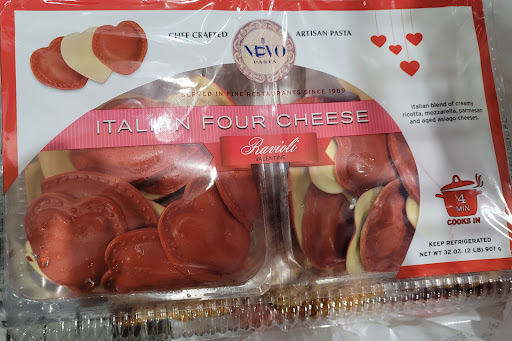 CHEF CRAFTED
ARTISAN PASTA
NUOVO
PASTA
SERVED IN FINE RESTAURANTS SINCE 1989
ITALIAN FOUR CHEESE
Ravioli
VALENTINE
Italian blend of creamy
ricotta, mozzarella, parmesan
and aged asiago cheeses.
4
MIN
COOKS IN
KEEP REFRIGERATED
NET WT 32 OZ. (2 LB) 907 g